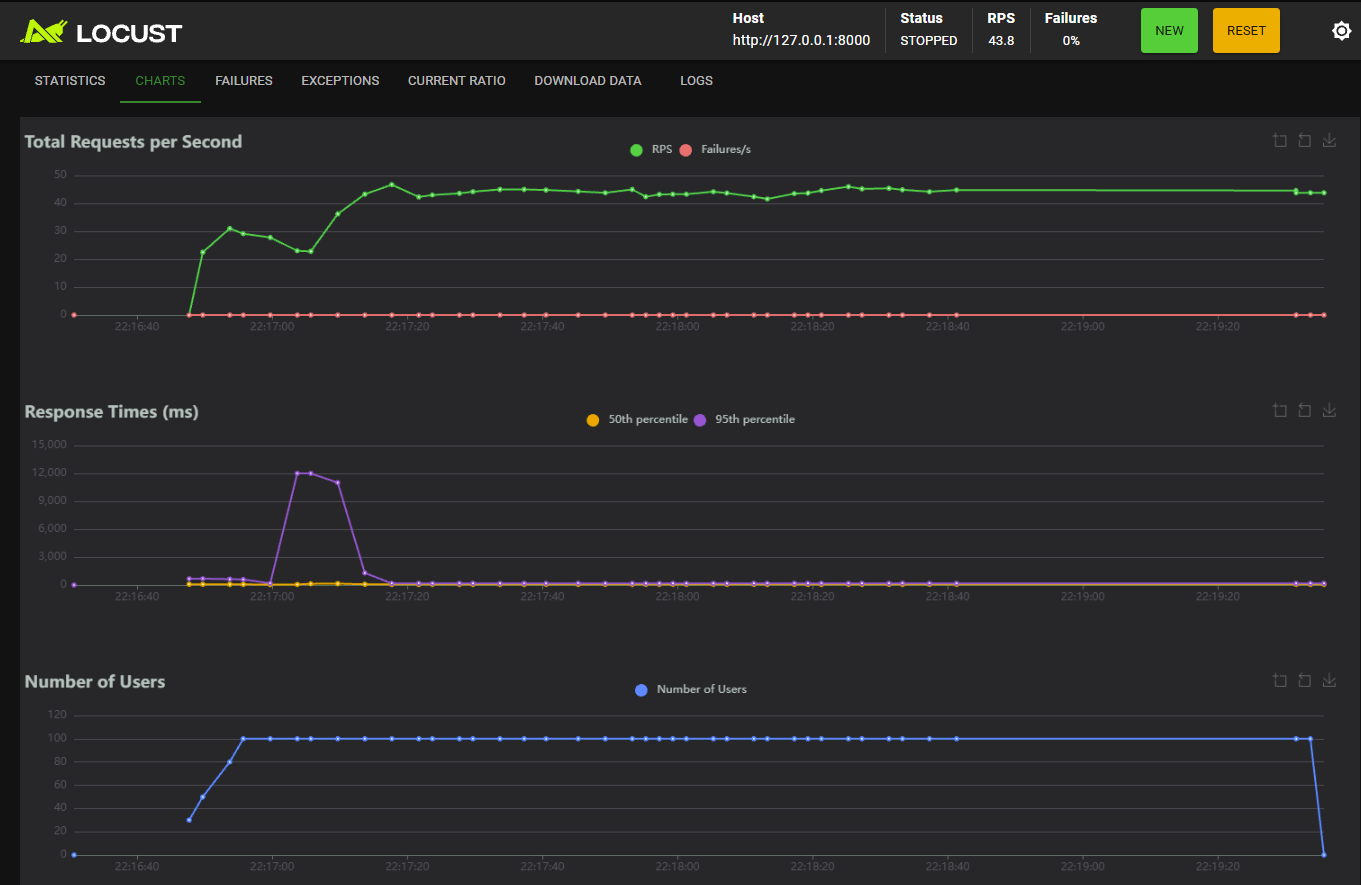 LOCUST
Host
http://127.0.0.1:8000
Status
STOPPED
RPS
43.8
Failures
0%
NEW
RESET
STATISTICS CHARTS FAILURES EXCEPTIONS CURRENT RATIO DOWNLOAD DATA LOGS
Total Requests per Second
RPS Failures/s
50
40
30
20
10
0
22:16:40 22:17:00 22:17:20 22:17:40 22:18:00 22:18:20 22:18:40 22:19:00 22:19:20
Response Times (ms)
50th percentile 95th percentile
15,000
12,000
9,000
6,000
3,000
0
22:16:40 22:17:00 22:17:20 22:17:40 22:18:00 22:18:20 22:18:40 22:19:00 22:19:20
Number of Users
Number of Users
120
100
80
60
40
20
0
22:16:40 22:17:00 22:17:20 22:17:40 22:18:00 22:18:20 22:18:40 22:19:00 22:19:20